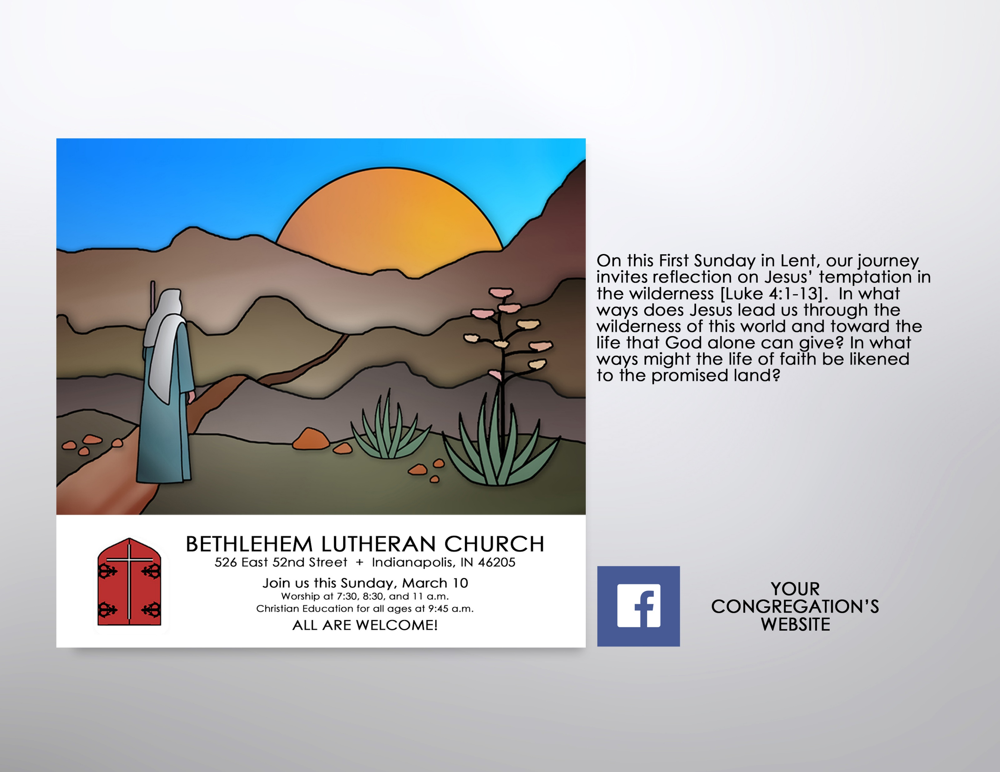 On this First Sunday in Lent, our journey
invites reflection on Jesus’ temptation in
the wilderness [Luke 4:1-13].  In what
ways does Jesus lead us through the
wilderness of this world and toward the
life that God alone can give? In what
ways might the life of faith be likened
to the promised land?
BETHLEHEM LUTHERAN CHURCH
526 East 52nd Street + Indianapolis, IN 46205
Join us this Sunday, March 10
Worship at 7:30, 8:30, and 11 a.m.
Christian Education for all ages at 9:45 a.m.
ALL ARE WELCOME!
f
YOUR
CONGREGATION’S
WEBSITE